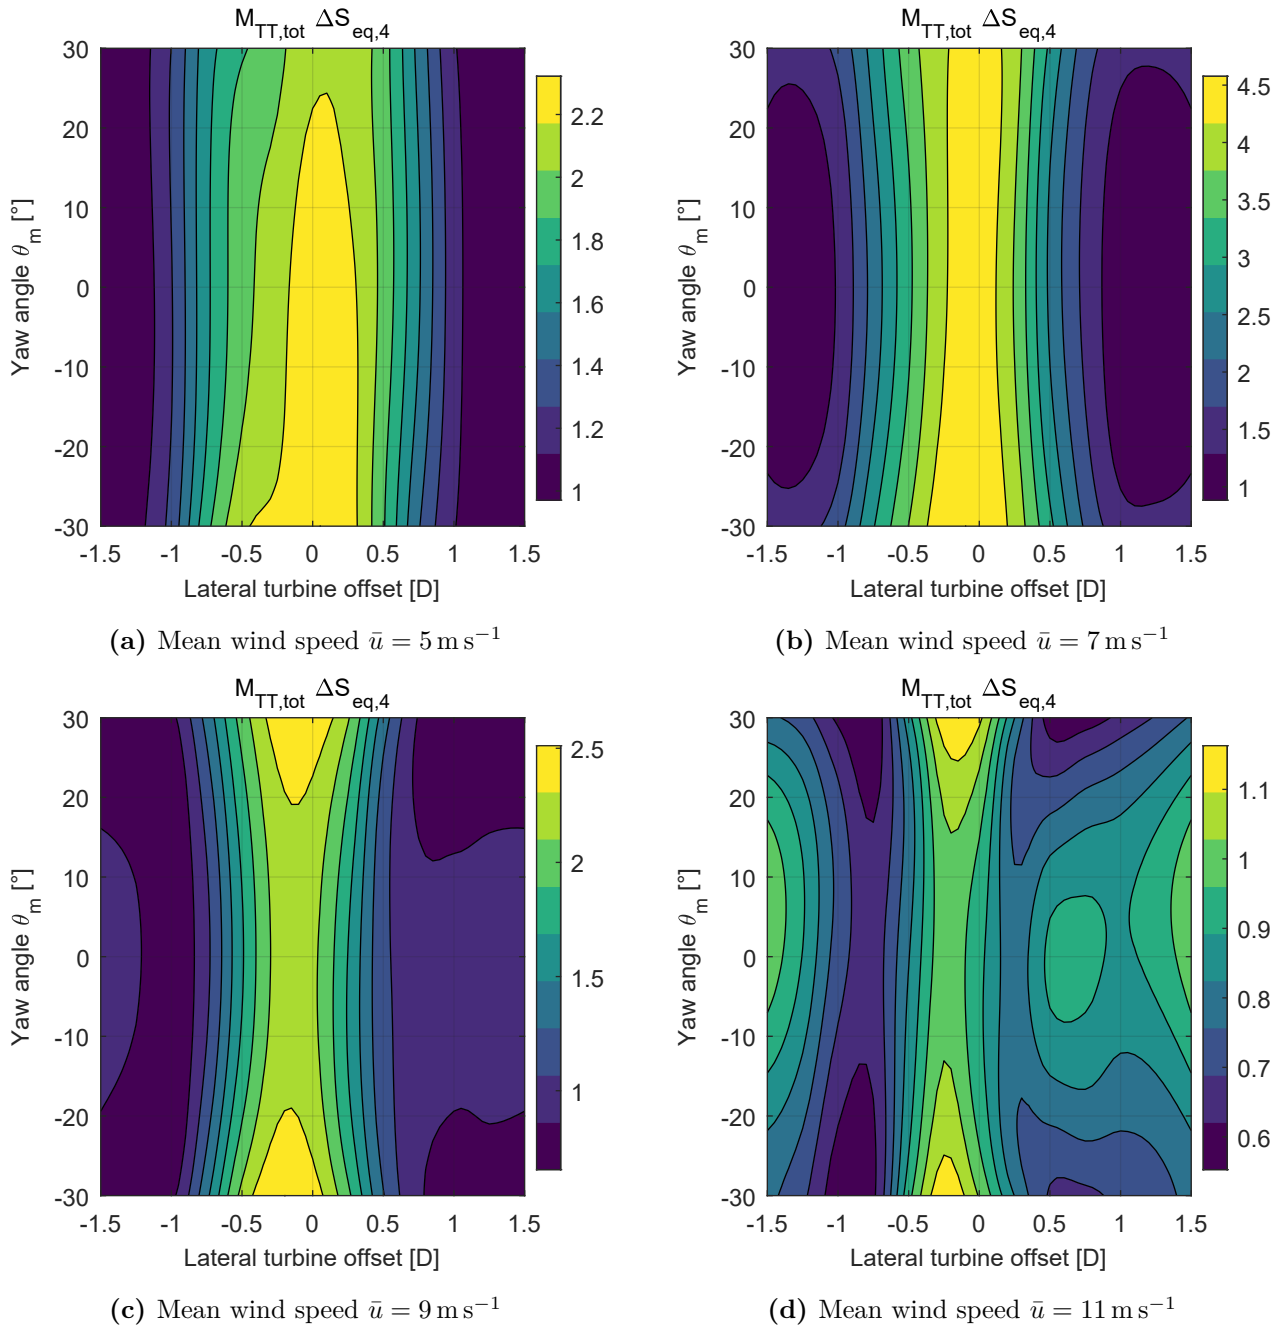 M_TT,tot ΔS_eq,4
30
20
10
0
-10
-20
-30
Yaw angle θ_m [°]
-1.5 -1 -0.5 0 0.5 1 1.5
Lateral turbine offset [D]
2.2
2
1.8
1.6
1.4
1.2
1
(a) Mean wind speed ū = 5 m s⁻¹
M_TT,tot ΔS_eq,4
30
20
10
0
-10
-20
-30
Yaw angle θ_m [°]
-1.5 -1 -0.5 0 0.5 1 1.5
Lateral turbine offset [D]
4.5
4
3.5
3
2.5
2
1.5
1
(b) Mean wind speed ū = 7 m s⁻¹
M_TT,tot ΔS_eq,4
30
20
10
0
-10
-20
-30
Yaw angle θ_m [°]
-1.5 -1 -0.5 0 0.5 1 1.5
Lateral turbine offset [D]
2.5
2
1.5
1
(c) Mean wind speed ū = 9 m s⁻¹
M_TT,tot ΔS_eq,4
30
20
10
0
-10
-20
-30
Yaw angle θ_m [°]
-1.5 -1 -0.5 0 0.5 1 1.5
Lateral turbine offset [D]
1.1
1
0.9
0.8
0.7
0.6
(d) Mean wind speed ū = 11 m s⁻¹